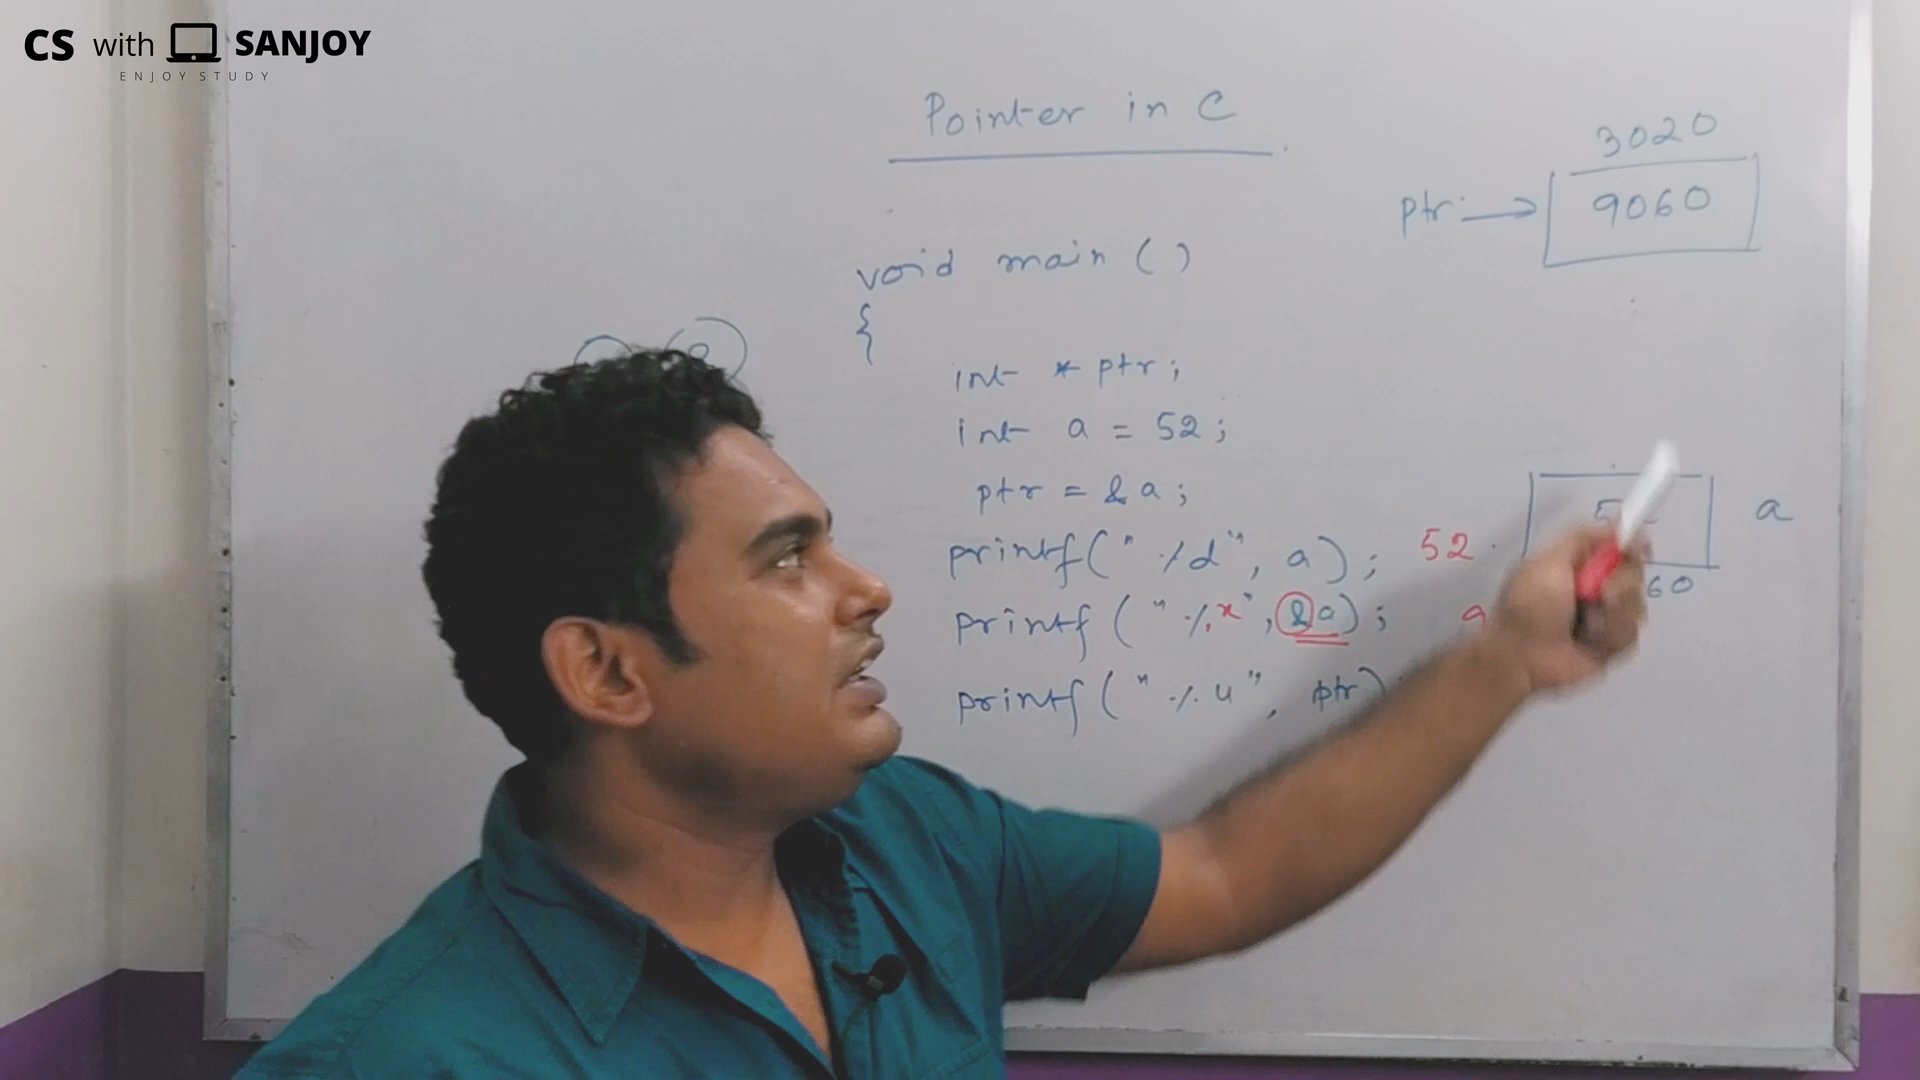 CS with SANJOY
ENJOY STUDY
Pointer in C
3020
ptr → 9060
void main ( )
{
int * ptr ;
int a = 52 ;
ptr = & a ;
a
printf(" %d", a ) ; 52
60
printf ( " %x", &a) ; 9
printf ( " %u", ptr)